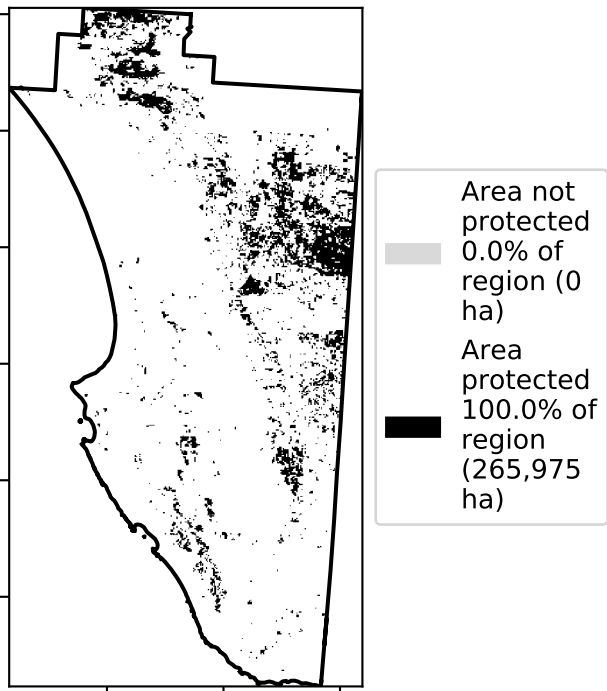 Area not
protected
0.0% of
region (0
ha)
Area
protected
100.0% of
region
(265,975
ha)